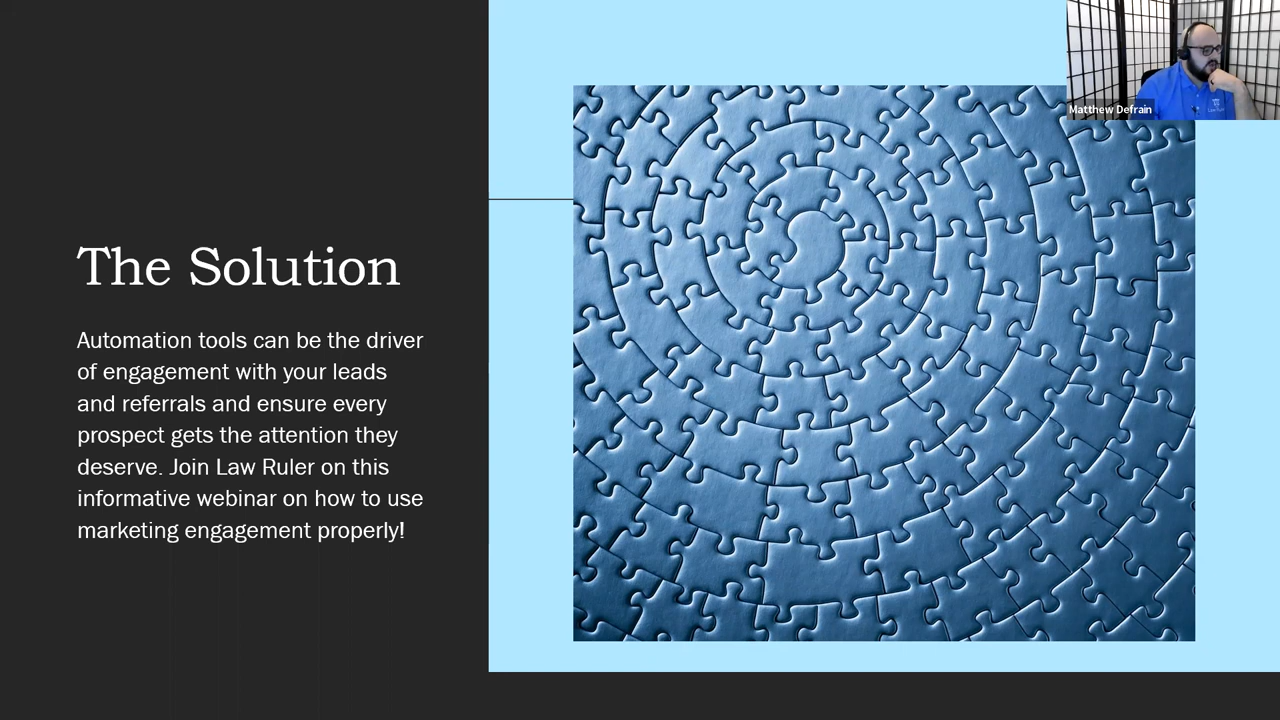 Matthew Defrain
The Solution
Automation tools can be the driver
of engagement with your leads
and referrals and ensure every
prospect gets the attention they
deserve. Join Law Ruler on this
informative webinar on how to use
marketing engagement properly!